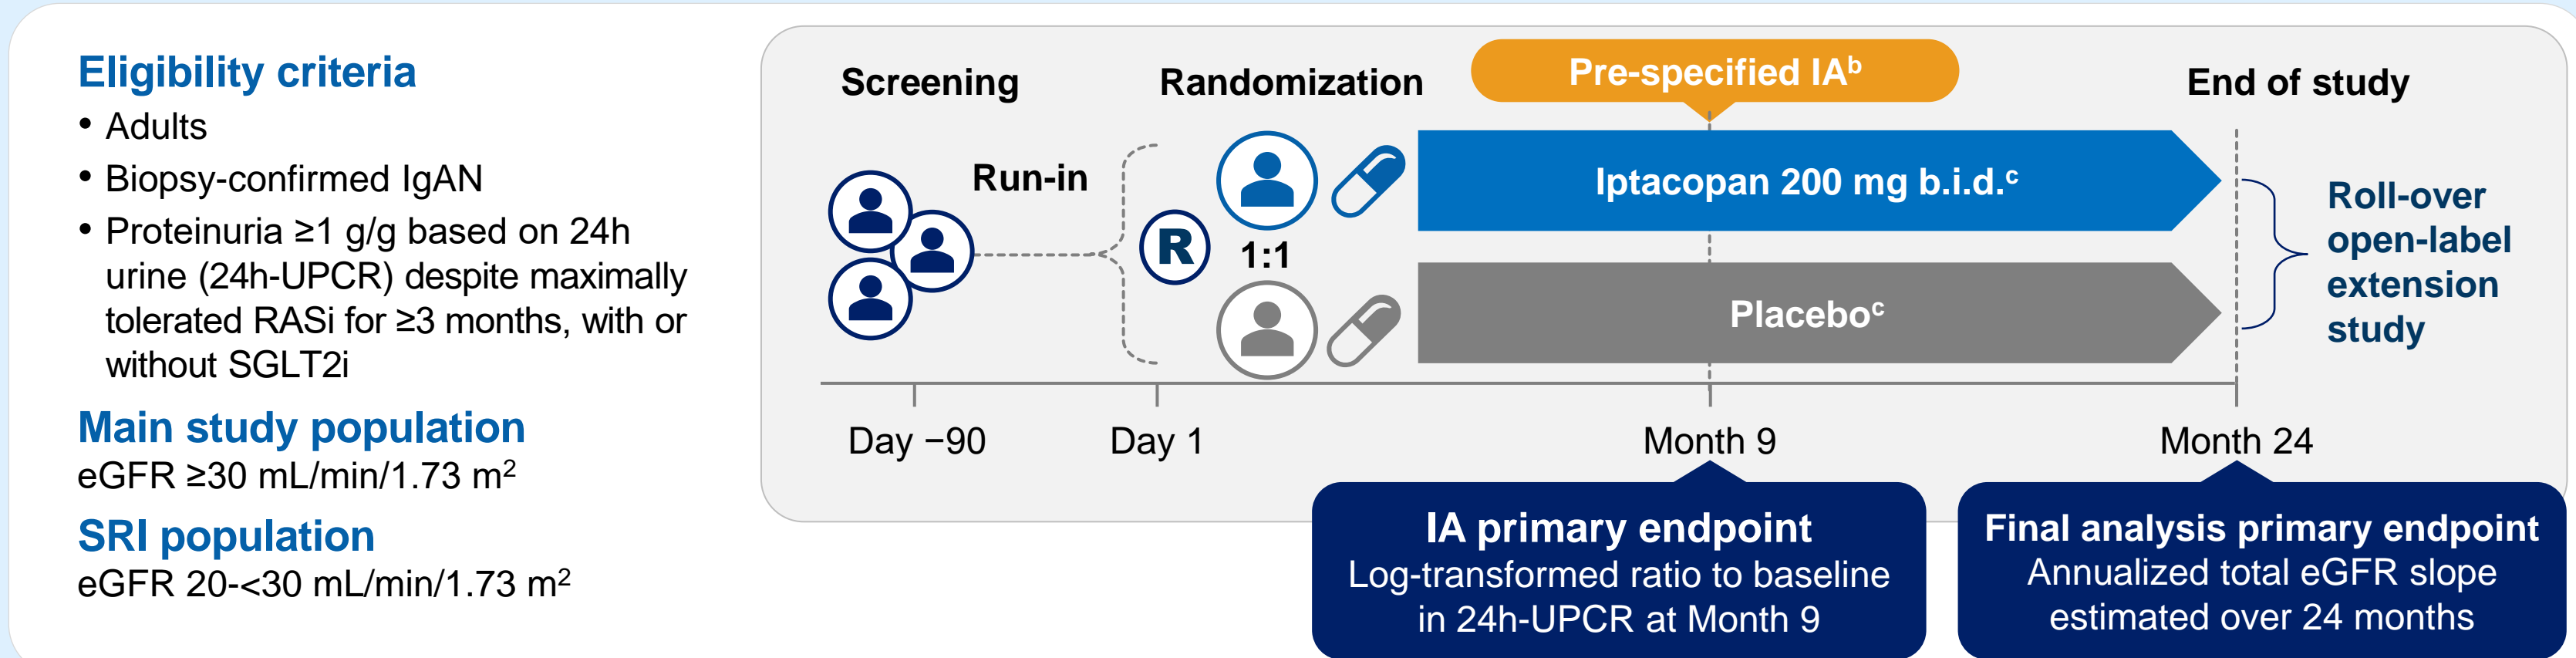 Eligibility criteria
• Adults
• Biopsy-confirmed IgAN
• Proteinuria ≥1 g/g based on 24h
urine (24h-UPCR) despite maximally
tolerated RASi for ≥3 months, with or
without SGLT2i
Main study population
eGFR ≥30 mL/min/1.73 m²
SRI population
eGFR 20-<30 mL/min/1.73 m²
Screening
Run-in
Randomization
R
1:1
Pre-specified IAᵇ
Iptacopan 200 mg b.i.d.ᶜ
Placeboᶜ
End of study
Roll-over
open-label
extension
study
Day −90
Day 1
Month 9
Month 24
IA primary endpoint
Log-transformed ratio to baseline
in 24h-UPCR at Month 9
Final analysis primary endpoint
Annualized total eGFR slope
estimated over 24 months